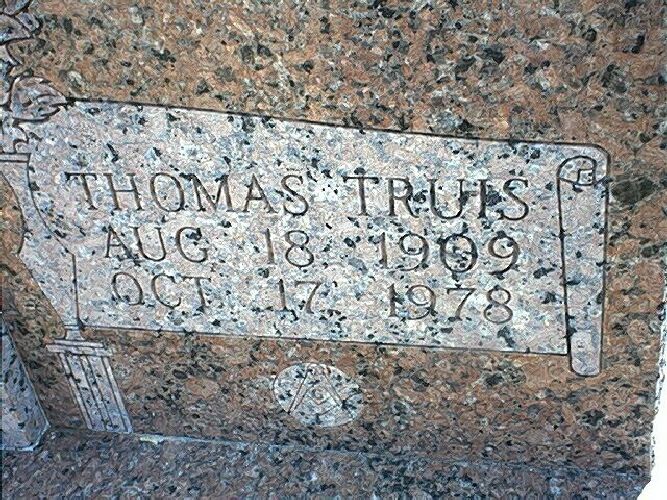 THOMAS TRUIS
AUG 18, 1909
OCT 17, 1978